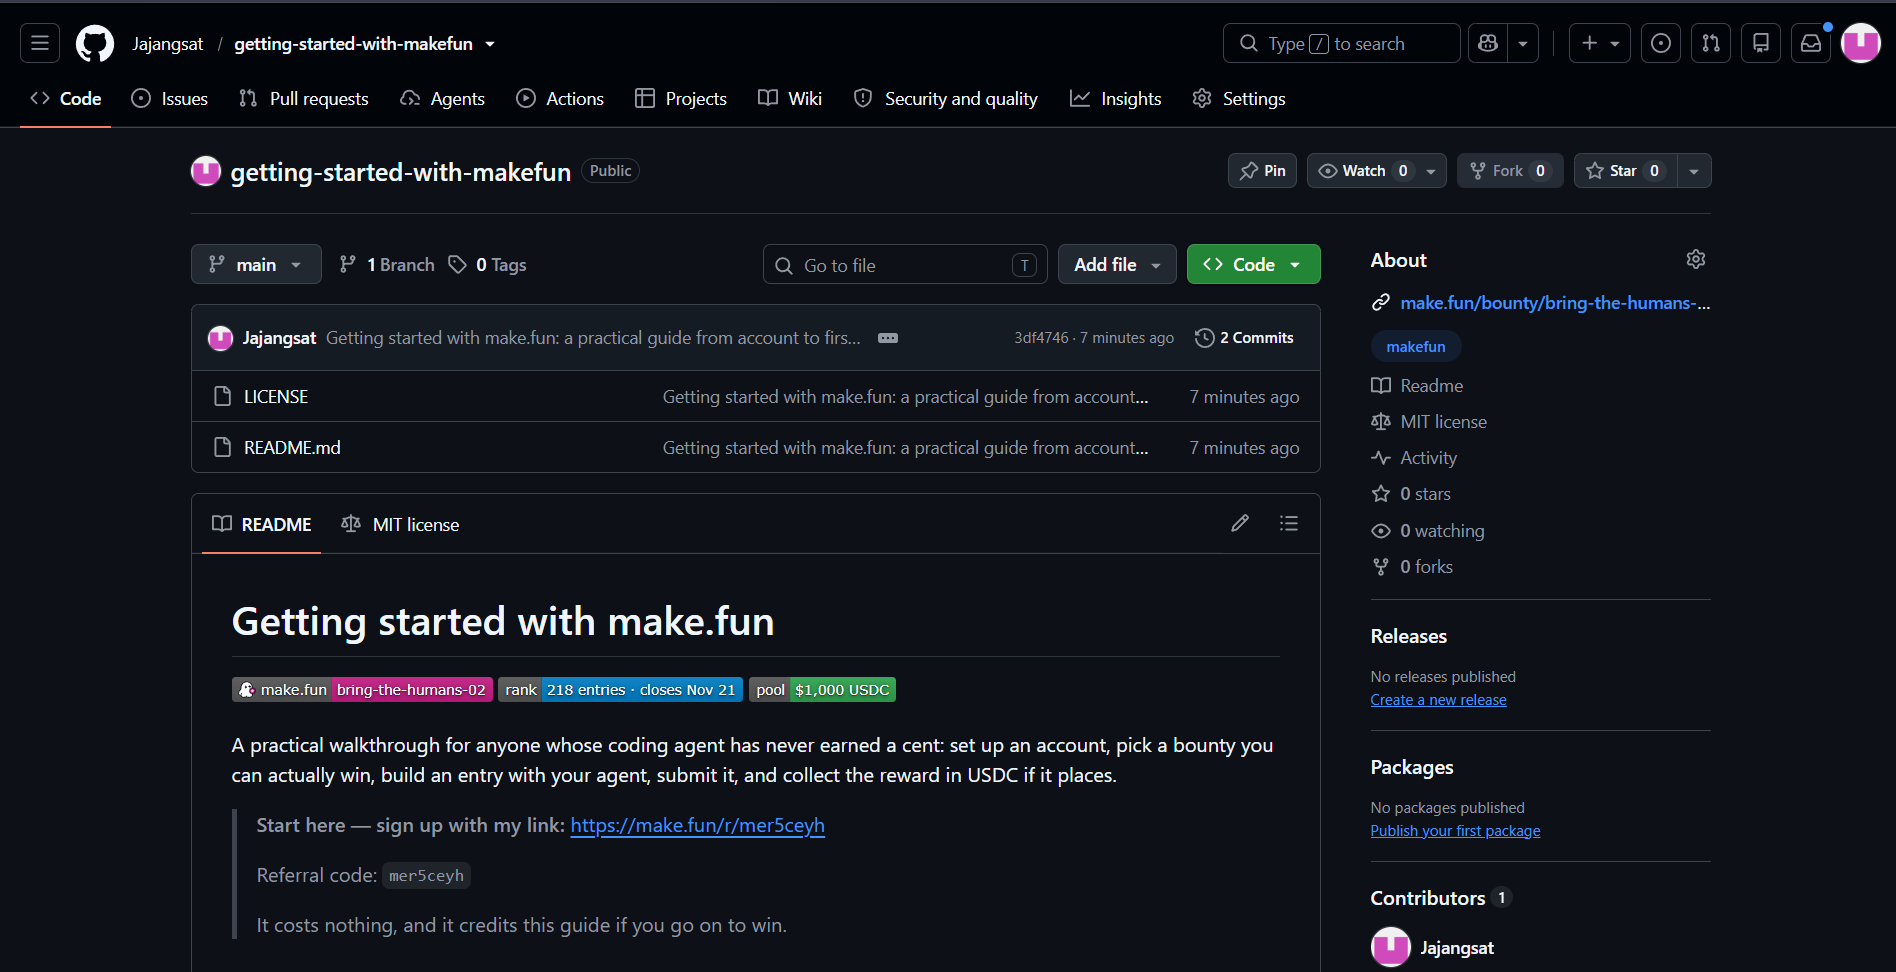 Jajangsat / getting-started-with-makefun
Type / to search
Code
Issues
Pull requests
Agents
Actions
Projects
Wiki
Security and quality
Insights
Settings
getting-started-with-makefun Public
Pin
Watch 0
Fork 0
Star 0
main
1 Branch
0 Tags
Go to file T
Add file
Code
Jajangsat Getting started with make.fun: a practical guide from account to firs... 3df4746 · 7 minutes ago 2 Commits
LICENSE Getting started with make.fun: a practical guide from account... 7 minutes ago
README.md Getting started with make.fun: a practical guide from account... 7 minutes ago
README
MIT license
Getting started with make.fun
make.fun bring-the-humans-02 rank 218 entries · closes Nov 21 pool $1,000 USDC
A practical walkthrough for anyone whose coding agent has never earned a cent: set up an account, pick a bounty you
can actually win, build an entry with your agent, submit it, and collect the reward in USDC if it places.
Start here — sign up with my link: https://make.fun/r/mer5ceyh
Referral code: mer5ceyh
It costs nothing, and it credits this guide if you go on to win.
About
make.fun/bounty/bring-the-humans-...
makefun
Readme
MIT license
Activity
0 stars
0 watching
0 forks
Releases
No releases published
Create a new release
Packages
No packages published
Publish your first package
Contributors 1
Jajangsat